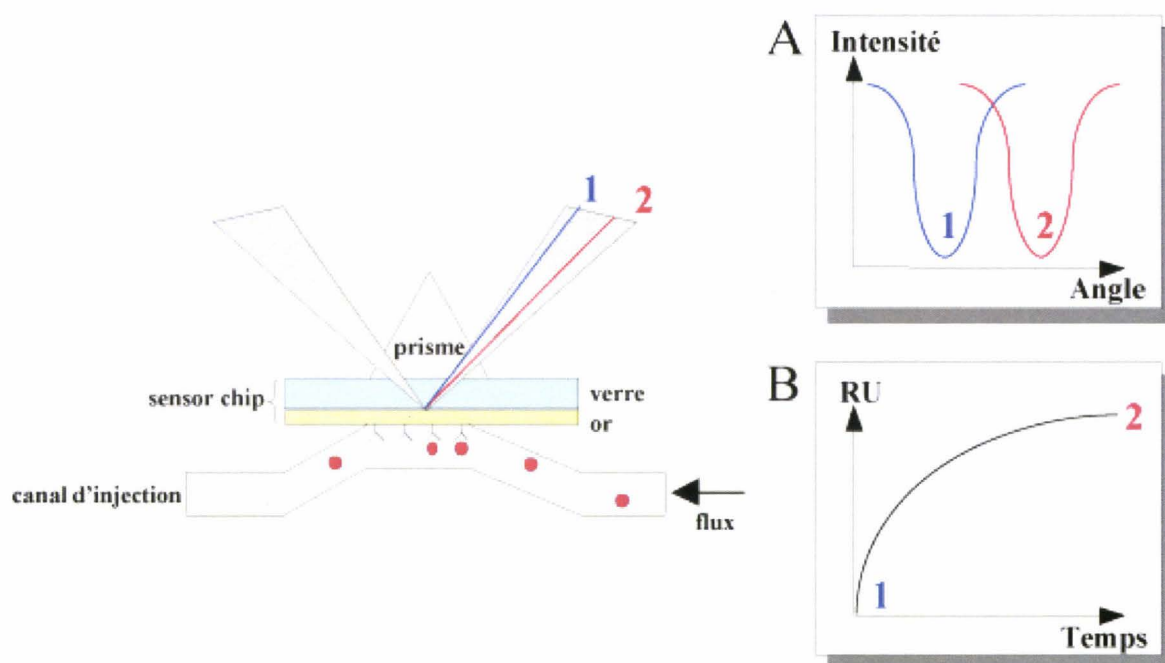 1
2
prisme
sensor chip
verre
or
canal d'injection
flux
A
Intensité
1
2
Angle
B
RU
2
1
Temps